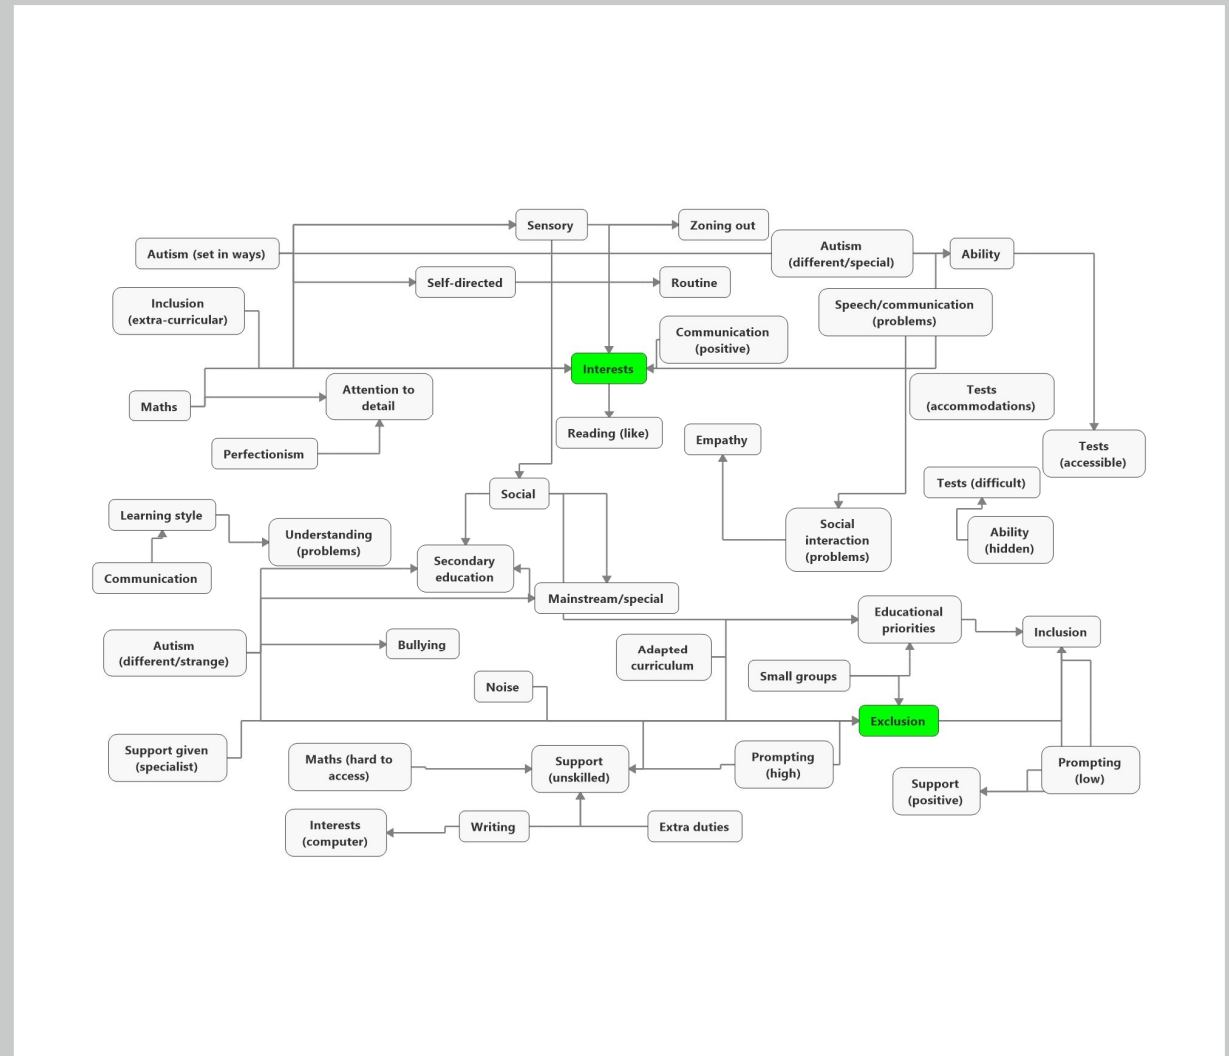 Sensory
Zoning out
Autism (set in ways)
Autism
(different/special)
Ability
Self-directed
Routine
Inclusion
(extra-curricular)
Speech/communication
(problems)
Communication
(positive)
Interests
Maths
Attention to
detail
Tests
(accommodations)
Reading (like)
Empathy
Perfectionism
Tests
(accessible)
Tests (difficult)
Social
Learning style
Understanding
(problems)
Social
interaction
(problems)
Ability
(hidden)
Secondary
education
Communication
Mainstream/special
Educational
priorities
Inclusion
Autism
(different/strange)
Bullying
Adapted
curriculum
Small groups
Noise
Exclusion
Support given
(specialist)
Maths (hard to
access)
Support
(unskilled)
Prompting
(high)
Prompting
(low)
Support
(positive)
Interests
(computer)
Writing
Extra duties